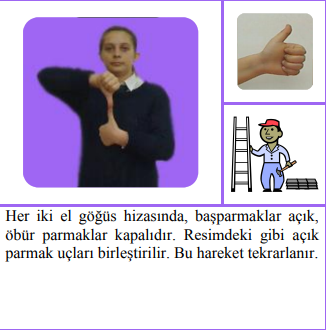 Her iki el göğüs hizasında, başparmaklar açık,
öbür parmaklar kapalıdır. Resimdeki gibi açık
parmak uçları birleştirilir. Bu hareket tekrarlanır.